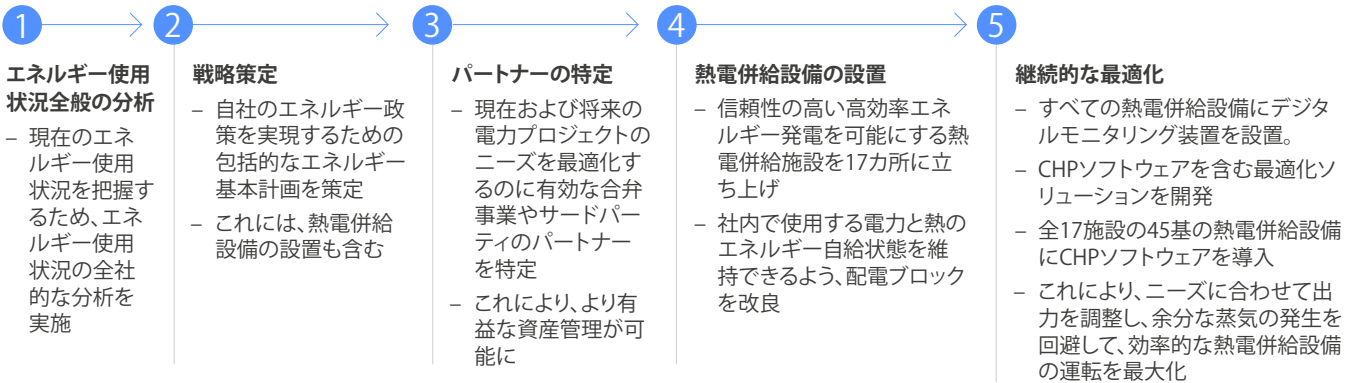 1
エネルギー使用
状況全般の分析
– 現在のエネ
ルギー使用
状況を把握す
るため、エネ
ルギー使用
状況の全社
的な分析を
実施
2
戦略策定
– 自社のエネルギー政
策を実現するための
包括的なエネルギー
基本計画を策定
– これには、熱電併給
設備の設置も含む
3
パートナーの特定
– 現在および将来の
電力プロジェクトの
ニーズを最適化す
るのに有効な合弁
事業やサードパー
ティのパートナー
を特定
– これにより、より有
益な資産管理が可
能に
4
熱電併給設備の設置
– 信頼性の高い高効率エネ
ルギー発電を可能にする熱
電併給施設を17カ所に立
ち上げ
– 社内で使用する電力と熱の
エネルギー自給状態を維
持できるよう、配電ブロック
を改良
5
継続的な最適化
– すべての熱電併給設備にデジタ
ルモニタリング装置を設置。
– CHPソフトウェアを含む最適化ソ
リューションを開発
– 全17施設の45基の熱電併給設備
にCHPソフトウェアを導入
– これにより、ニーズに合わせて出
力を調整し、余分な蒸気の発生を
回避して、効率的な熱電併給設備
の運転を最大化